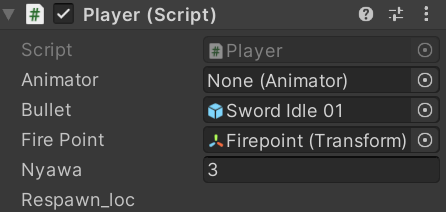 Player (Script)
Script Player
Animator None (Animator)
Bullet Sword Idle 01
Fire Point Firepoint (Transform)
Nyawa 3
Respawn_loc